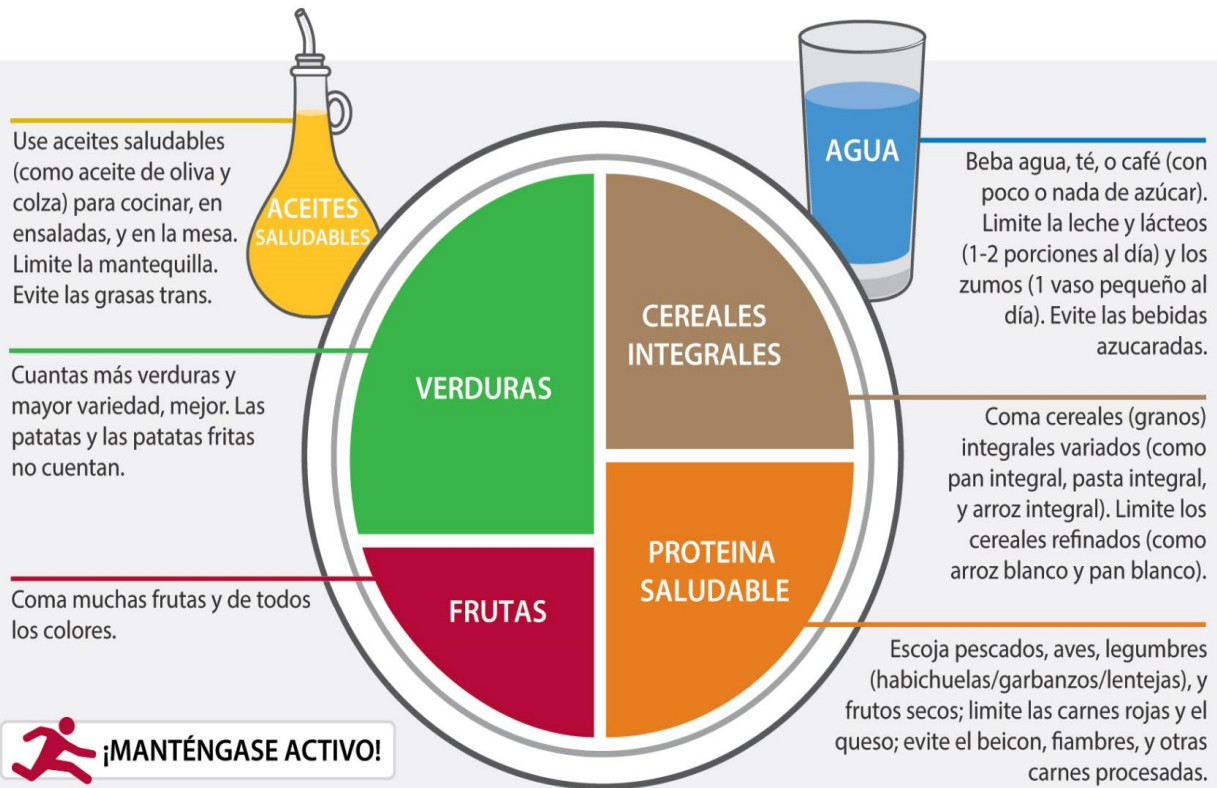 Use aceites saludables
(como aceite de oliva y
colza) para cocinar, en
ensaladas, y en la mesa.
Limite la mantequilla.
Evite las grasas trans.
ACEITES
SALUDABLES
AGUA
Beba agua, té, o café (con
poco o nada de azúcar).
Limite la leche y lácteos
(1-2 porciones al día) y los
zumos (1 vaso pequeño al
día). Evite las bebidas
azucaradas.
Cuantas más verduras y
mayor variedad, mejor. Las
patatas y las patatas fritas
no cuentan.
VERDURAS
CEREALES
INTEGRALES
Coma cereales (granos)
integrales variados (como
pan integral, pasta integral,
y arroz integral). Limite los
cereales refinados (como
arroz blanco y pan blanco).
Coma muchas frutas y de todos
los colores.
FRUTAS
PROTEINA
SALUDABLE
Escoja pescados, aves, legumbres
(habichuelas/garbanzos/lentejas), y
frutos secos; limite las carnes rojas y el
queso; evite el beicon, fiambres, y otras
carnes procesadas.
¡MANTÉNGASE ACTIVO!